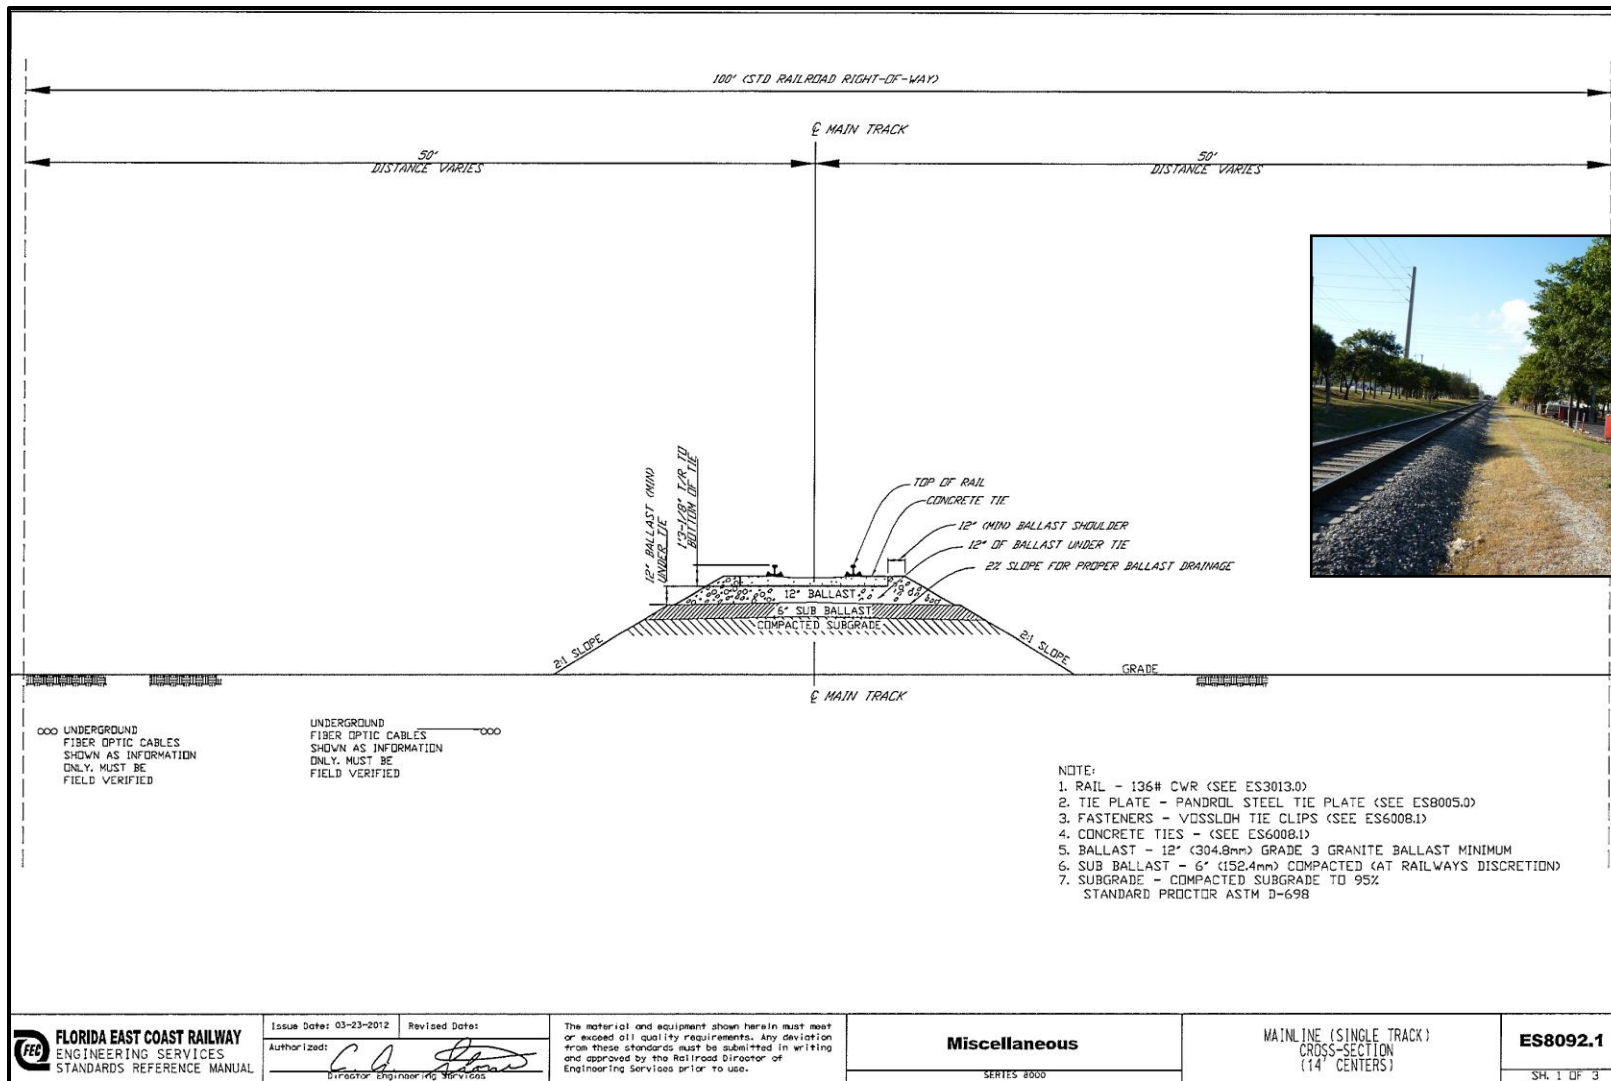 100' (STD RAILROAD RIGHT-OF-WAY)
℄ MAIN TRACK
50'
DISTANCE VARIES
50'
DISTANCE VARIES
12" BALLAST (MIN)
UNDER TIE
1'3-1/8" T/R TO
BOTTOM OF TIE
TOP OF RAIL
CONCRETE TIE
12" (MIN) BALLAST SHOULDER
12" OF BALLAST UNDER TIE
2% SLOPE FOR PROPER BALLAST DRAINAGE
12" BALLAST
6" SUB BALLAST
COMPACTED SUBGRADE
2:1 SLOPE
2:1 SLOPE
GRADE
℄ MAIN TRACK
UNDERGROUND
FIBER OPTIC CABLES
SHOWN AS INFORMATION
ONLY. MUST BE
FIELD VERIFIED
UNDERGROUND
FIBER OPTIC CABLES
SHOWN AS INFORMATION
ONLY. MUST BE
FIELD VERIFIED
NOTE:
1. RAIL - 136# CWR (SEE ES3013.0)
2. TIE PLATE - PANDROL STEEL TIE PLATE (SEE ES8005.0)
3. FASTENERS - VOSSLOH TIE CLIPS (SEE ES6008.1)
4. CONCRETE TIES - (SEE ES6008.1)
5. BALLAST - 12" (304.8mm) GRADE 3 GRANITE BALLAST MINIMUM
6. SUB BALLAST - 6" (152.4mm) COMPACTED (AT RAILWAYS DISCRETION)
7. SUBGRADE - COMPACTED SUBGRADE TO 95%
STANDARD PROCTOR ASTM D-698
FEC
FLORIDA EAST COAST RAILWAY
ENGINEERING SERVICES
STANDARDS REFERENCE MANUAL
Issue Date: 03-23-2012
Revised Date:
Authorized:
Director Engineering Services
The material and equipment shown herein must meet
or exceed all quality requirements. Any deviation
from these standards must be submitted in writing
and approved by the Railroad Director of
Engineering Services prior to use.
Miscellaneous
SERIES 8000
MAINLINE (SINGLE TRACK)
CROSS-SECTION
(14' CENTERS)
ES8092.1
SH. 1 OF 3